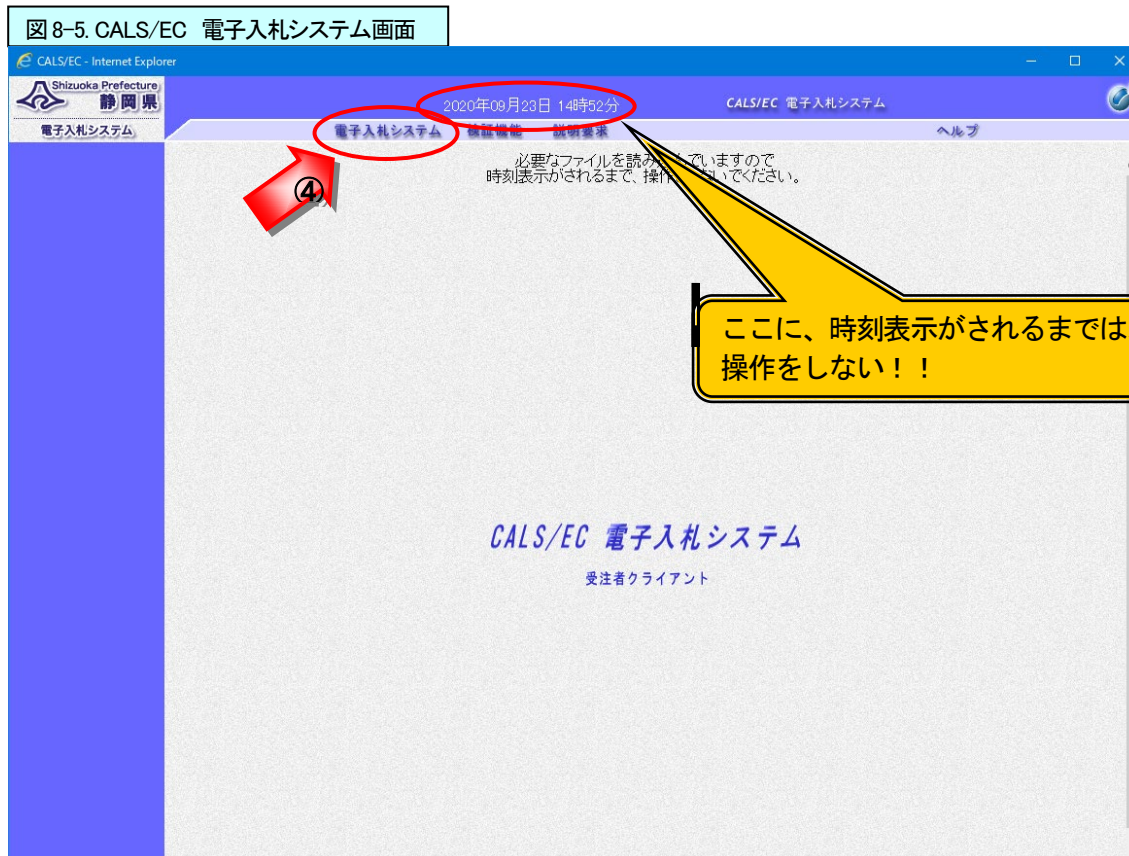 図 8-5. CALS/EC 電子入札システム画面
CALS/EC - Internet Explorer
Shizuoka Prefecture
静岡県
2020年09月23日 14時52分
CALS/EC 電子入札システム
電子入札システム
電子入札システム 検証機能 説明要求 ヘルプ
必要なファイルを読み でいますので
時刻表示がされるまで、操作 ないでください。
④
ここに、時刻表示がされるまでは
操作をしない！！
CALS/EC 電子入札システム
受注者クライアント